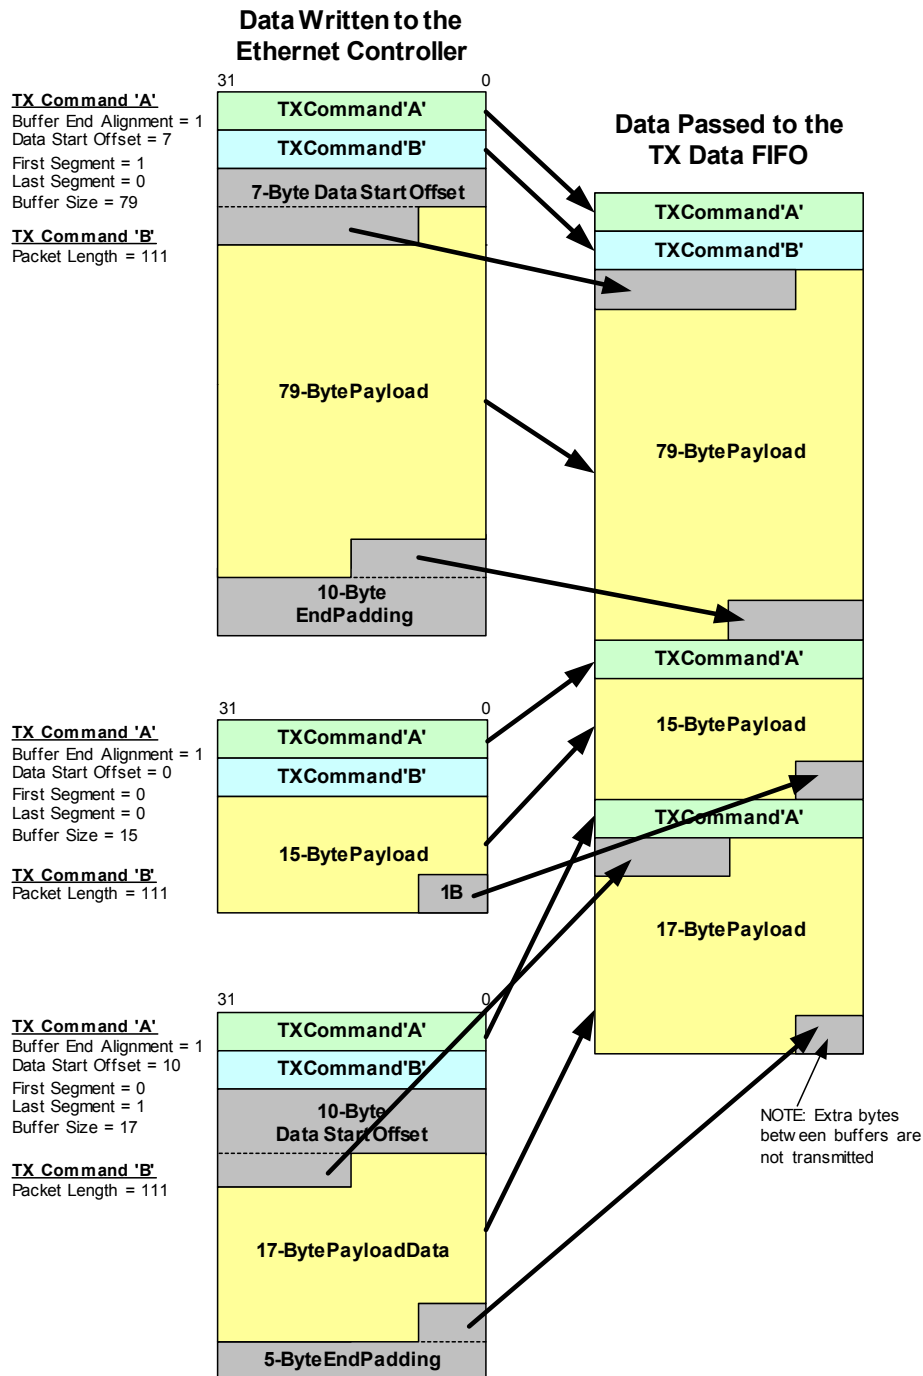 Data Written to the
Ethernet Controller
31 0
TX Command 'A'
Buffer End Alignment = 1
Data Start Offset = 7
First Segment = 1
Last Segment = 0
Buffer Size = 79
TX Command 'B'
Packet Length = 111
TXCommand'A'
TXCommand'B'
7-Byte Data Start Offset
79-BytePayload
10-Byte
EndPadding
Data Passed to the
TX Data FIFO
TXCommand'A'
TXCommand'B'
79-BytePayload
TXCommand'A'
15-BytePayload
TXCommand'A'
17-BytePayload
NOTE: Extra bytes
between buffers are
not transmitted
31 0
TX Command 'A'
Buffer End Alignment = 1
Data Start Offset = 0
First Segment = 0
Last Segment = 0
Buffer Size = 15
TX Command 'B'
Packet Length = 111
TXCommand'A'
TXCommand'B'
15-BytePayload
1B
31 0
TX Command 'A'
Buffer End Alignment = 1
Data Start Offset = 10
First Segment = 0
Last Segment = 1
Buffer Size = 17
TX Command 'B'
Packet Length = 111
TXCommand'A'
TXCommand'B'
10-Byte
Data StartOffset
17-BytePayloadData
5-ByteEndPadding